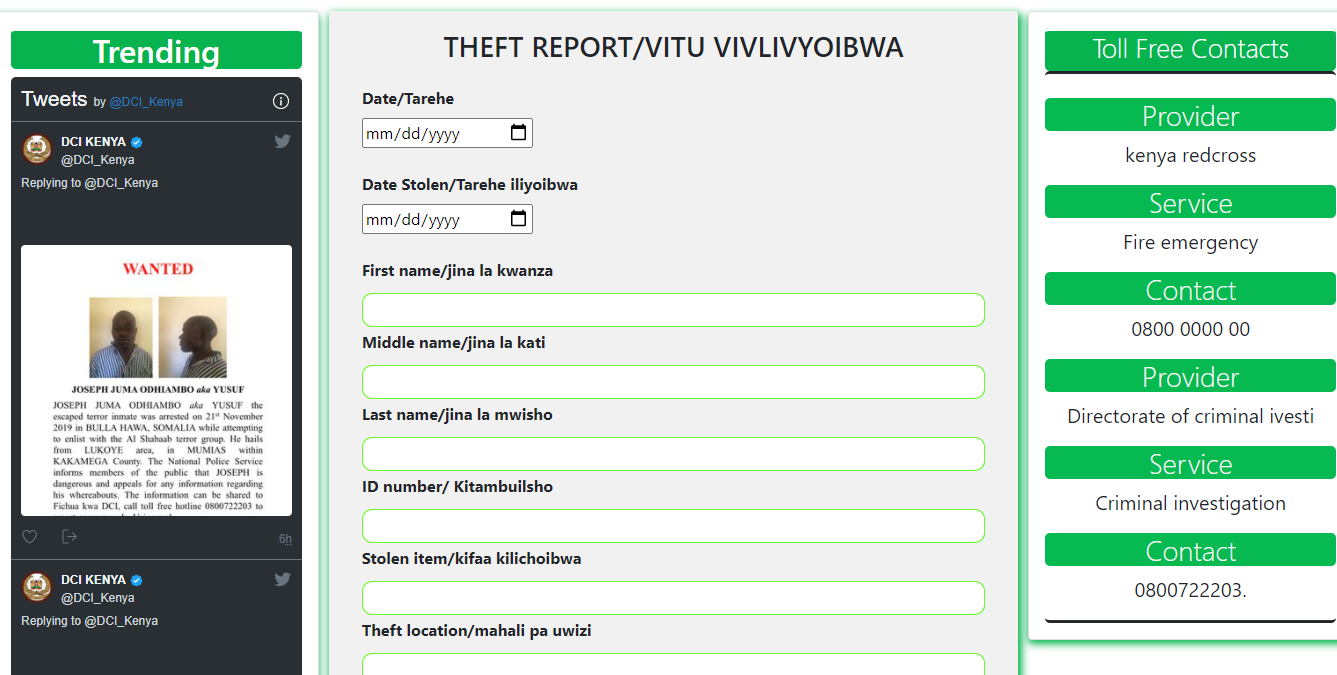 Trending
Tweets by @DCI_Kenya
DCI KENYA
@DCI_Kenya
Replying to @DCI_Kenya
WANTED
JOSEPH JUMA ODHIAMBO aka YUSUF
JOSEPH JUMA ODHIAMBO aka YUSUF the
escaped terror inmate was arrested on 21st November
2019 in BULLA HAWA, SOMALIA while attempting
to enlist with the Al Shabaab terror group. He hails
from LUKOYE area, in MUMIAS within
KAKAMEGA County. The National Police Service
informs members of the public that JOSEPH is
dangerous and appeals for any information regarding
his whereabouts. The information can be shared to
Fichua kwa DCI, call toll free hotline 0800722203 to
6h
DCI KENYA
@DCI_Kenya
Replying to @DCI_Kenya
THEFT REPORT/VITU VIVLIVYOIBWA
Date/Tarehe
mm/dd/yyyy
Date Stolen/Tarehe iliyoibwa
mm/dd/yyyy
First name/jina la kwanza
Middle name/jina la kati
Last name/jina la mwisho
ID number/ Kitambuilsho
Stolen item/kifaa kilichoibwa
Theft location/mahali pa uwizi
Toll Free Contacts
Provider
kenya redcross
Service
Fire emergency
Contact
0800 0000 00
Provider
Directorate of criminal ivesti
Service
Criminal investigation
Contact
0800722203.